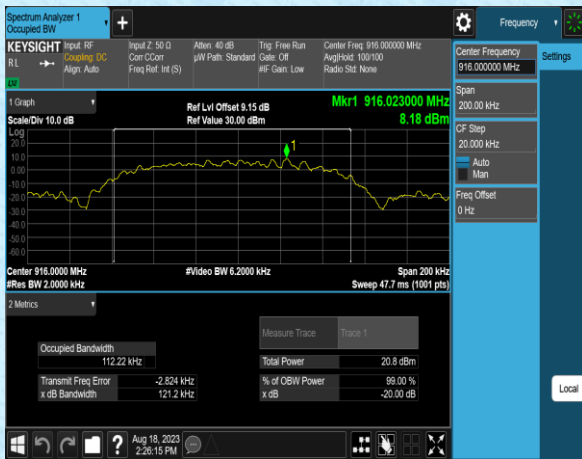 Spectrum Analyzer 1
Occupied BW
Frequency
KEYSIGHT
R L
LXI
Input: RF
Coupling: DC
Align: Auto
Input Z: 50 Ω
Corr CCorr
Freq Ref: Int (S)
Atten: 40 dB
µW Path: Standard
Trig: Free Run
Gate: Off
#IF Gain: Low
Center Freq: 916.000000 MHz
Avg|Hold: 100/100
Radio Std: None
Center Frequency
916.000000 MHz
Settings
Span
200.00 kHz
CF Step
20.000 kHz
Auto
Man
Freq Offset
0 Hz
1 Graph
Scale/Div 10.0 dB
Ref Lvl Offset 9.15 dB
Ref Value 30.00 dBm
Mkr1 916.023000 MHz
8.18 dBm
Log
20.0
10.0
0.00
-10.0
-20.0
-30.0
-40.0
-50.0
-60.0
1
Center 916.0000 MHz
#Res BW 2.0000 kHz
#Video BW 6.2000 kHz
Span 200 kHz
Sweep 47.7 ms (1001 pts)
2 Metrics
Measure Trace
Trace 1
Occupied Bandwidth
112.22 kHz
Total Power
20.8 dBm
Transmit Freq Error
-2.824 kHz
% of OBW Power
99.00 %
x dB Bandwidth
121.2 kHz
x dB
-20.00 dB
Local
?
Aug 18, 2023
2:26:15 PM